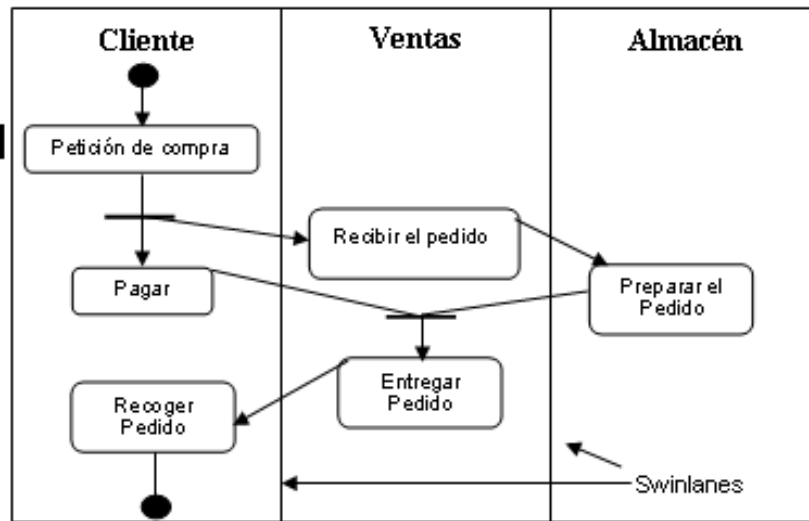 Cliente
Ventas
Almacén
Petición de compra
Recibir el pedido
Pagar
Preparar el
Pedido
Entregar
Pedido
Recoger
Pedido
Swinlanes